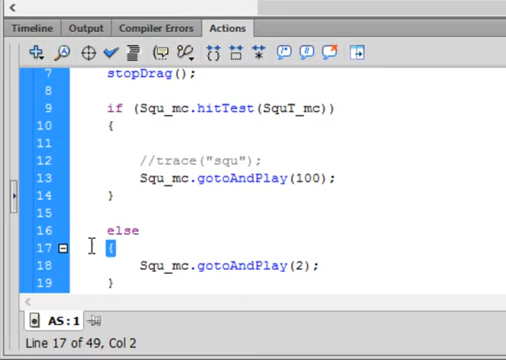 Timeline Output Compiler Errors Actions
7 stopDrag();
8
9 if (Squ_mc.hitTest(SquT_mc))
10 {
11
12 //trace("squ");
13 Squ_mc.gotoAndPlay(100);
14 }
15
16 else
17 {
18 Squ_mc.gotoAndPlay(2);
19 }
AS:1
Line 17 of 49, Col 2